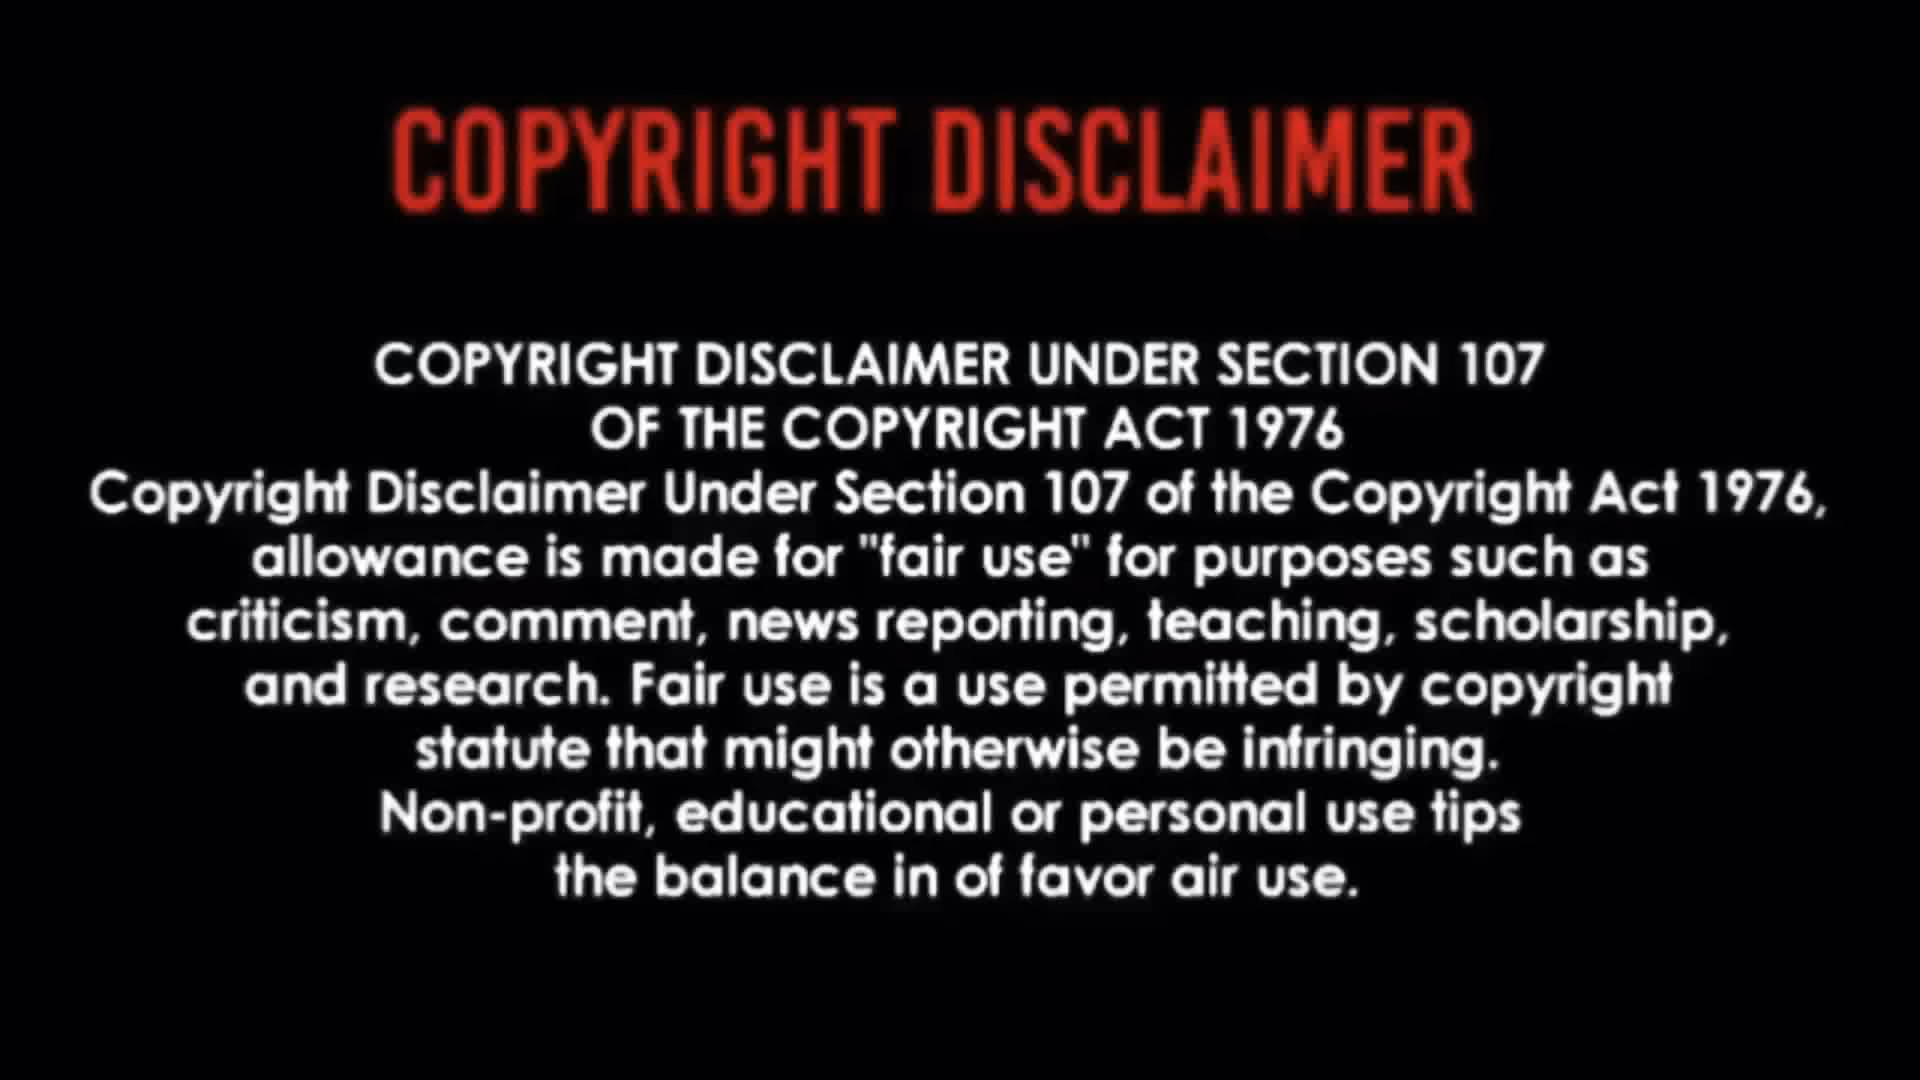 COPYRIGHT DISCLAIMER
COPYRIGHT DISCLAIMER UNDER SECTION 107
OF THE COPYRIGHT ACT 1976
Copyright Disclaimer Under Section 107 of the Copyright Act 1976,
allowance is made for "fair use" for purposes such as
criticism, comment, news reporting, teaching, scholarship,
and research. Fair use is a use permitted by copyright
statute that might otherwise be infringing.
Non-profit, educational or personal use tips
the balance in of favor air use.